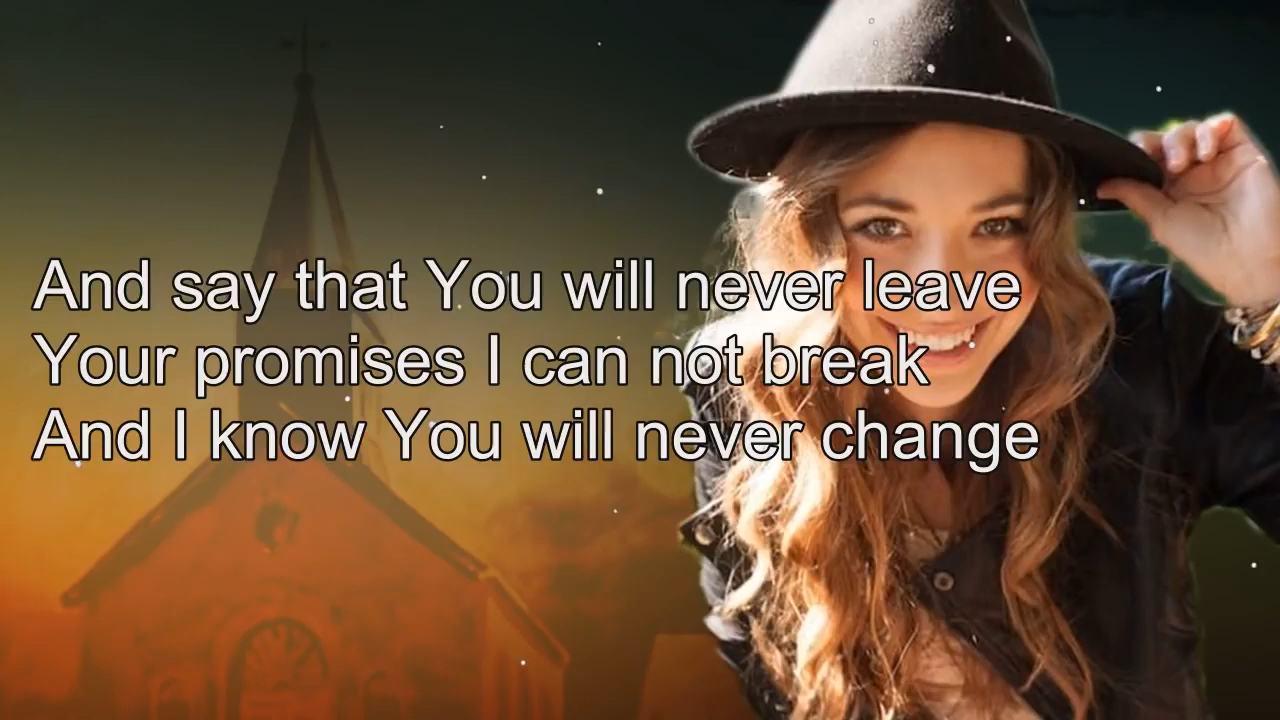 And say that You will never leave
Your promises I can not break
And I know You will never change